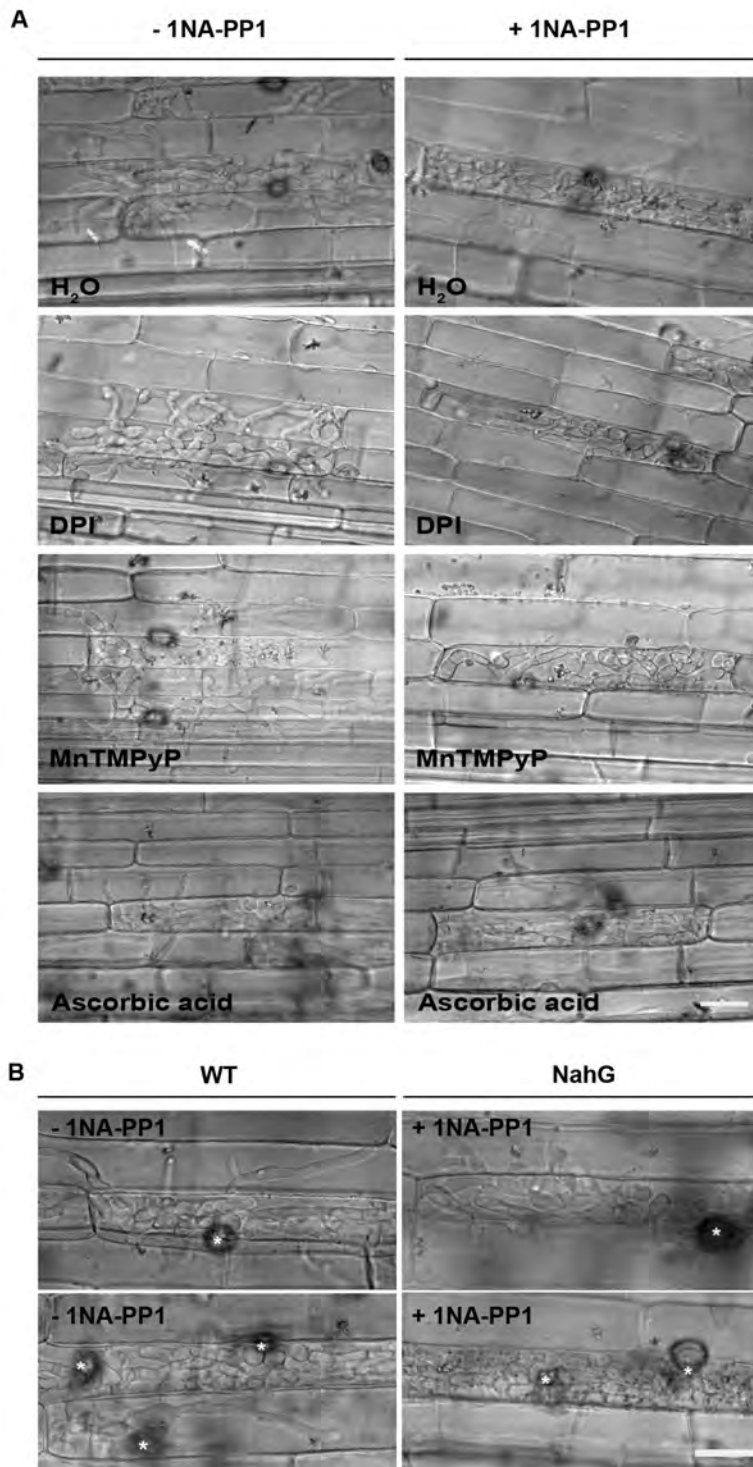 A
- 1NA-PP1 + 1NA-PP1
H₂O H₂O
DPI DPI
MnTMPyP MnTMPyP
Ascorbic acid Ascorbic acid
B
WT NahG
- 1NA-PP1 + 1NA-PP1
* *
- 1NA-PP1 + 1NA-PP1
* * * * *